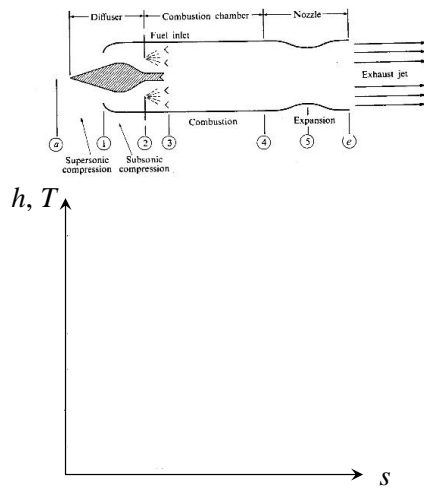 Diffuser Combustion chamber Nozzle
Fuel inlet
Exhaust jet
Combustion Expansion
a 1 2 3 4 5 e
Supersonic compression
Subsonic compression
h, T
s